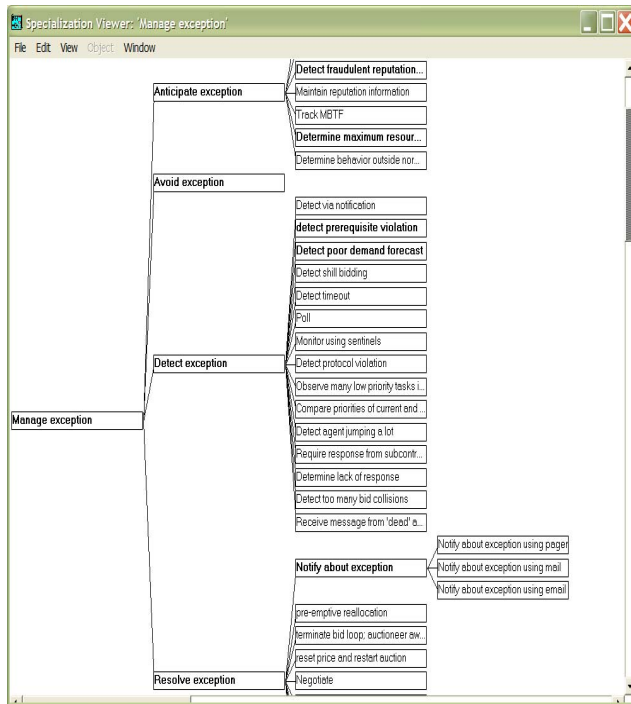 Specialization Viewer: 'Manage exception'
File Edit View Object Window
Detect fraudulent reputation...
Anticipate exception
Maintain reputation information
Track MBTF
Determine maximum resour...
Determine behavior outside nor...
Avoid exception
Detect via notification
detect prerequisite violation
Detect poor demand forecast
Detect shill bidding
Detect timeout
Poll
Monitor using sentinels
Detect exception
Detect protocol violation
Observe many low priority tasks i...
Compare priorities of current and ...
Manage exception
Detect agent jumping a lot
Require response from subcontr...
Determine lack of response
Detect too many bid collisions
Receive message from 'dead' a...
Notify about exception using pager
Notify about exception
Notify about exception using mail
Notify about exception using email
pre-emptive reallocation
terminate bid loop; auctioneer aw...
reset price and restart auction
Resolve exception
Negotiate